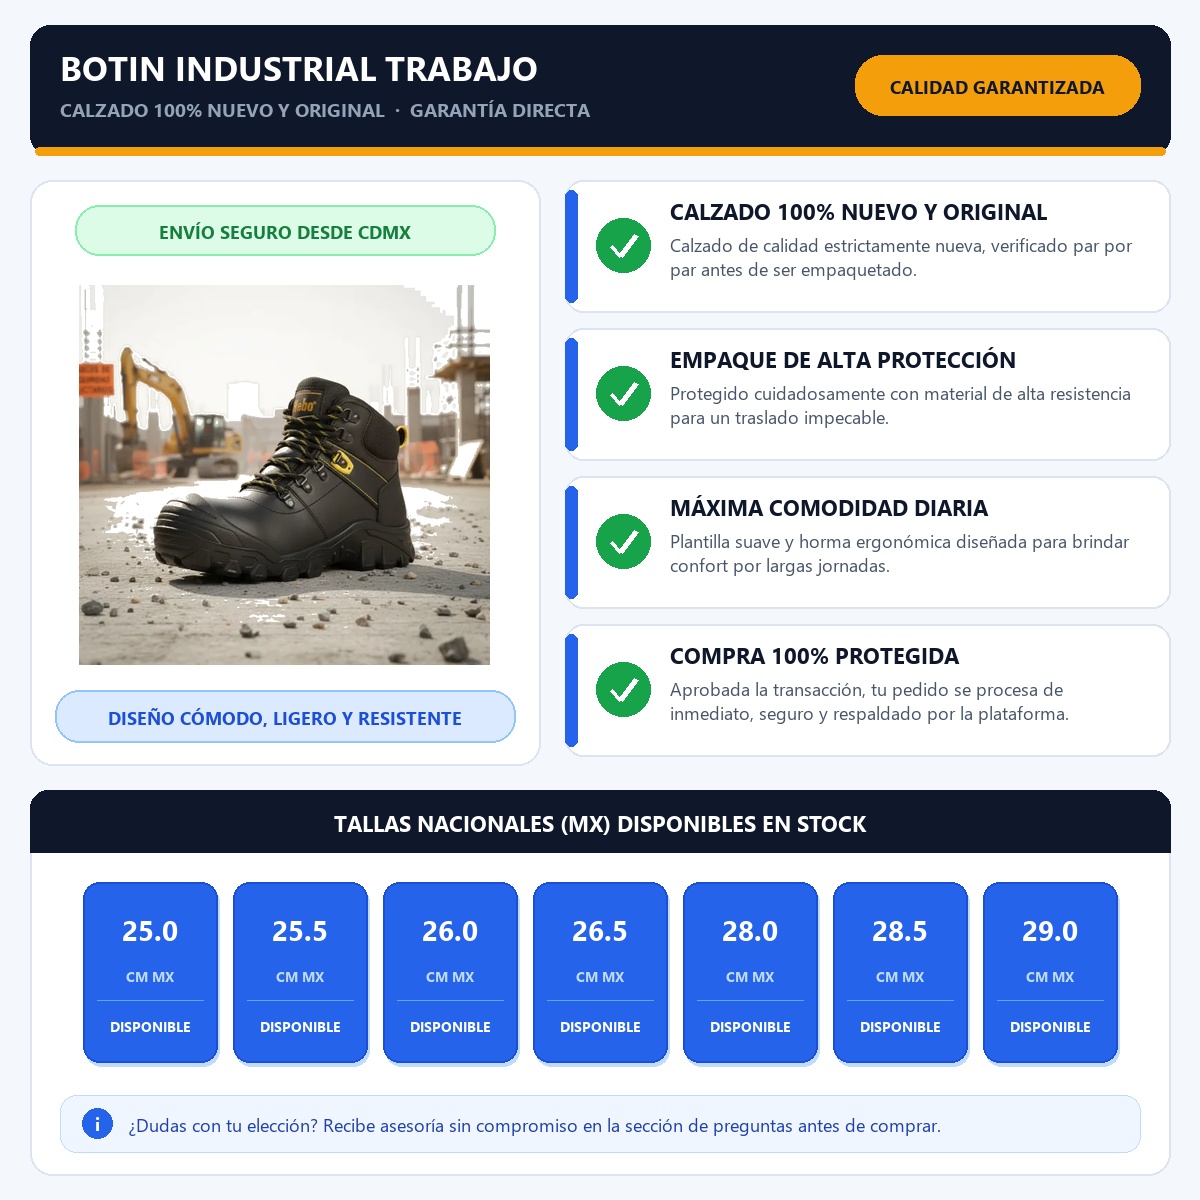 BOTIN INDUSTRIAL TRABAJO
CALZADO 100% NUEVO Y ORIGINAL · GARANTÍA DIRECTA
CALIDAD GARANTIZADA
ENVÍO SEGURO DESDE CDMX
DISEÑO CÓMODO, LIGERO Y RESISTENTE
CALZADO 100% NUEVO Y ORIGINAL
Calzado de calidad estrictamente nueva, verificado par por
par antes de ser empaquetado.
EMPAQUE DE ALTA PROTECCIÓN
Protegido cuidadosamente con material de alta resistencia
para un traslado impecable.
MÁXIMA COMODIDAD DIARIA
Plantilla suave y horma ergonómica diseñada para brindar
confort por largas jornadas.
COMPRA 100% PROTEGIDA
Aprobada la transacción, tu pedido se procesa de
inmediato, seguro y respaldado por la plataforma.
TALLAS NACIONALES (MX) DISPONIBLES EN STOCK
25.0
CM MX
DISPONIBLE
25.5
CM MX
DISPONIBLE
26.0
CM MX
DISPONIBLE
26.5
CM MX
DISPONIBLE
28.0
CM MX
DISPONIBLE
28.5
CM MX
DISPONIBLE
29.0
CM MX
DISPONIBLE
¿Dudas con tu elección? Recibe asesoría sin compromiso en la sección de preguntas antes de comprar.